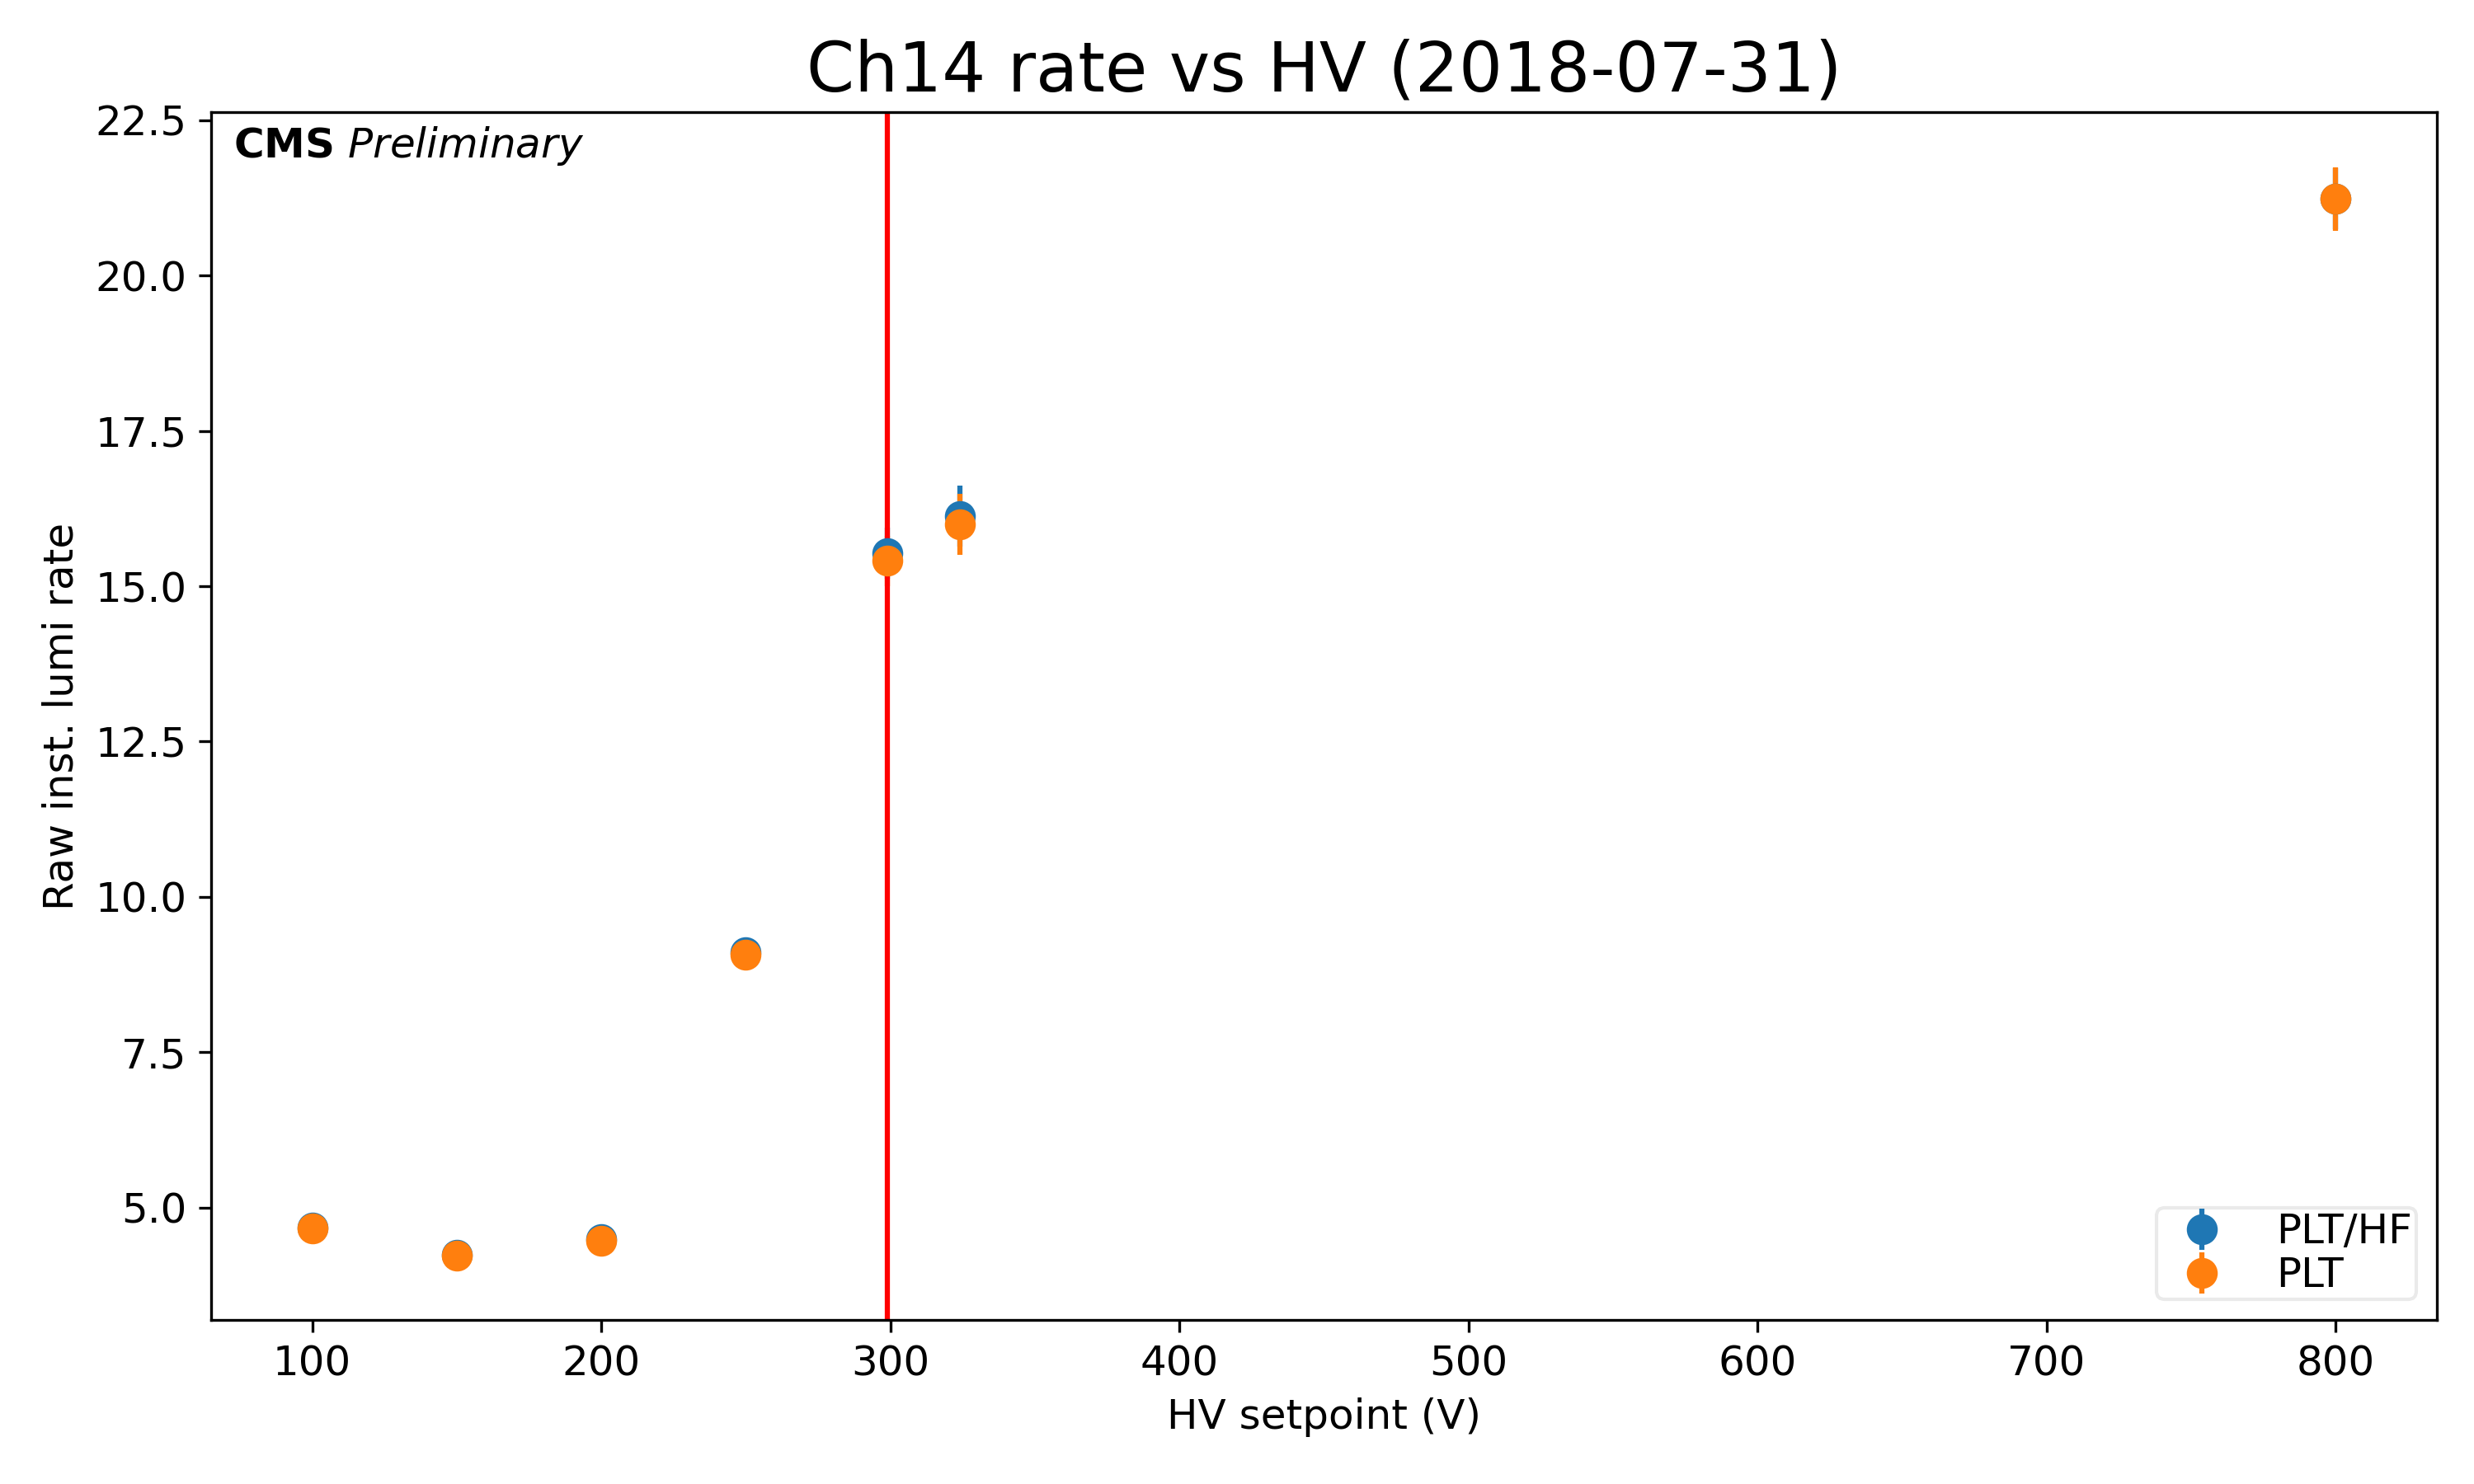 Ch14 rate vs HV (2018-07-31)
CMS Preliminary
22.5
20.0
17.5
15.0
12.5
10.0
7.5
5.0
Raw inst. lumi rate
PLT/HF
PLT
100 200 300 400 500 600 700 800
HV setpoint (V)